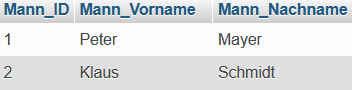 Mann_ID Mann_Vorname Mann_Nachname
1 Peter Mayer
2 Klaus Schmidt